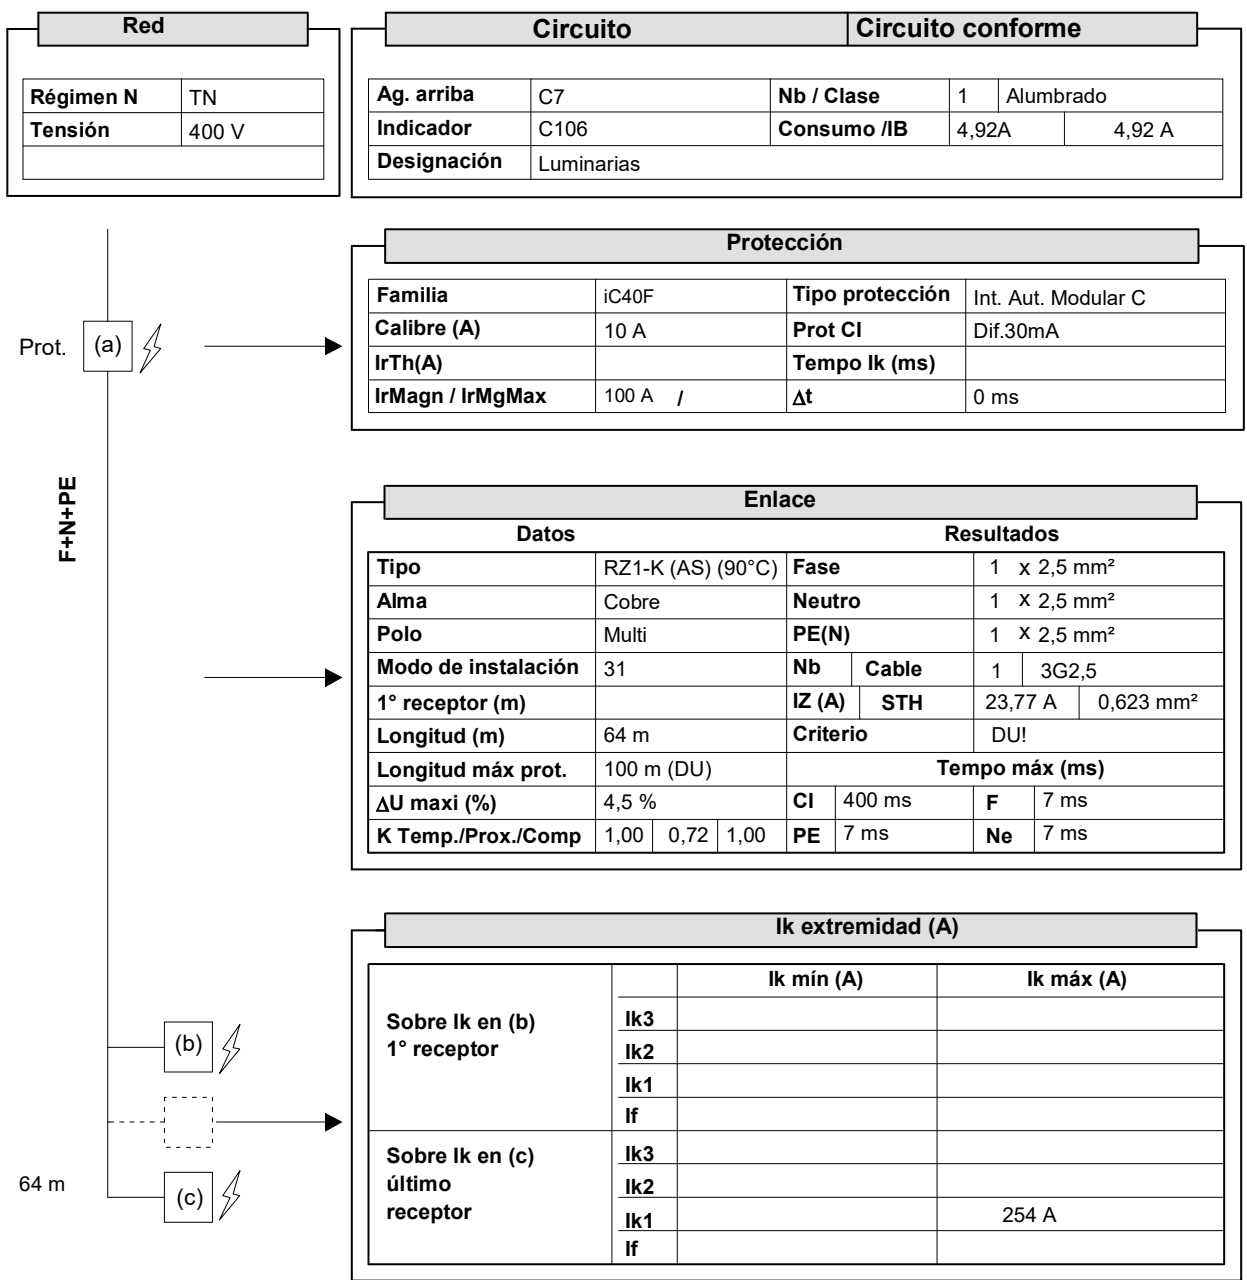 Red
Circuito Circuito conforme
Régimen N TN
Tensión 400 V
Ag. arriba C7 Nb / Clase 1 Alumbrado
Indicador C106 Consumo /IB 4,92A 4,92 A
Designación Luminarias
Protección
Familia iC40F Tipo protección Int. Aut. Modular C
Calibre (A) 10 A Prot CI Dif.30mA
IrTh(A) Tempo Ik (ms)
IrMagn / IrMgMax 100 A / Δt 0 ms
Prot. (a)
F+N+PE
Enlace
Datos Resultados
Tipo RZ1-K (AS) (90°C) Fase 1 x 2,5 mm²
Alma Cobre Neutro 1 x 2,5 mm²
Polo Multi PE(N) 1 x 2,5 mm²
Modo de instalación 31 Nb Cable 1 3G2,5
1° receptor (m) IZ (A) STH 23,77 A 0,623 mm²
Longitud (m) 64 m Criterio DU!
Longitud máx prot. 100 m (DU) Tempo máx (ms)
ΔU maxi (%) 4,5 % CI 400 ms F 7 ms
K Temp./Prox./Comp 1,00 0,72 1,00 PE 7 ms Ne 7 ms
Ik extremidad (A)
Ik mín (A) Ik máx (A)
Sobre Ik en (b)
1° receptor
Ik3
Ik2
Ik1
If
(b)
Sobre Ik en (c)
último
receptor
Ik3
Ik2
Ik1 254 A
If
64 m (c)